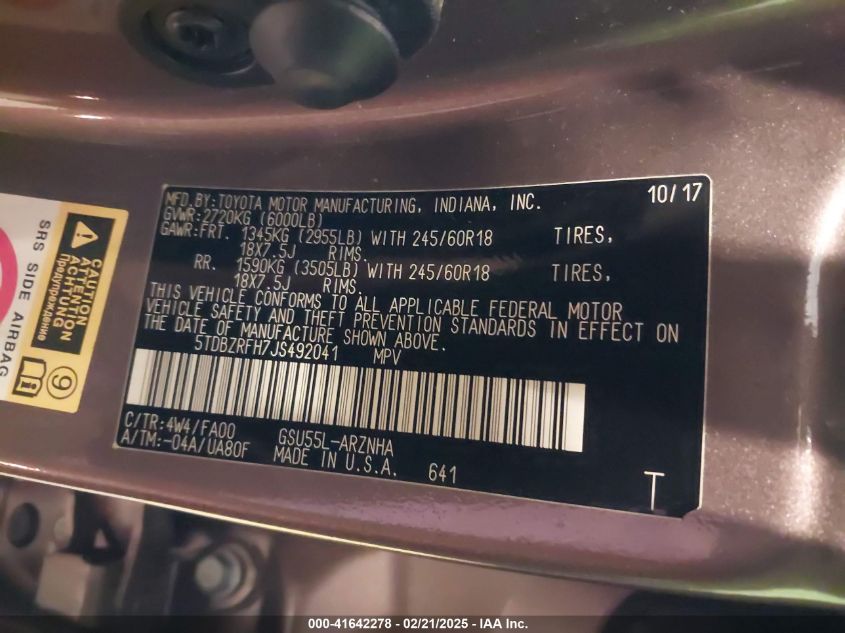 MFD.BY:TOYOTA MOTOR MANUFACTURING, INDIANA, INC. 10/17
GVWR:2720KG (6000LB)
GAWR:FRT. 1345KG (2955LB) WITH 245/60R18 TIRES,
18X7.5J RIMS.
RR. 1590KG (3505LB) WITH 245/60R18 TIRES,
18X7.5J RIMS.
THIS VEHICLE CONFORMS TO ALL APPLICABLE FEDERAL MOTOR
VEHICLE SAFETY AND THEFT PREVENTION STANDARDS IN EFFECT ON
THE DATE OF MANUFACTURE SHOWN ABOVE.
5TDBZRFH7JS492041 MPV
C/TR:4W4/FA00 GSU55L-ARZNHA
A/TM:-04A/UA80F MADE IN U.S.A. 641
T
SRS SIDE AIRBAG
CAUTION
ATTENTION
ACHTUNG
Предупреждение
9
000-41642278 - 02/21/2025 - IAA Inc.